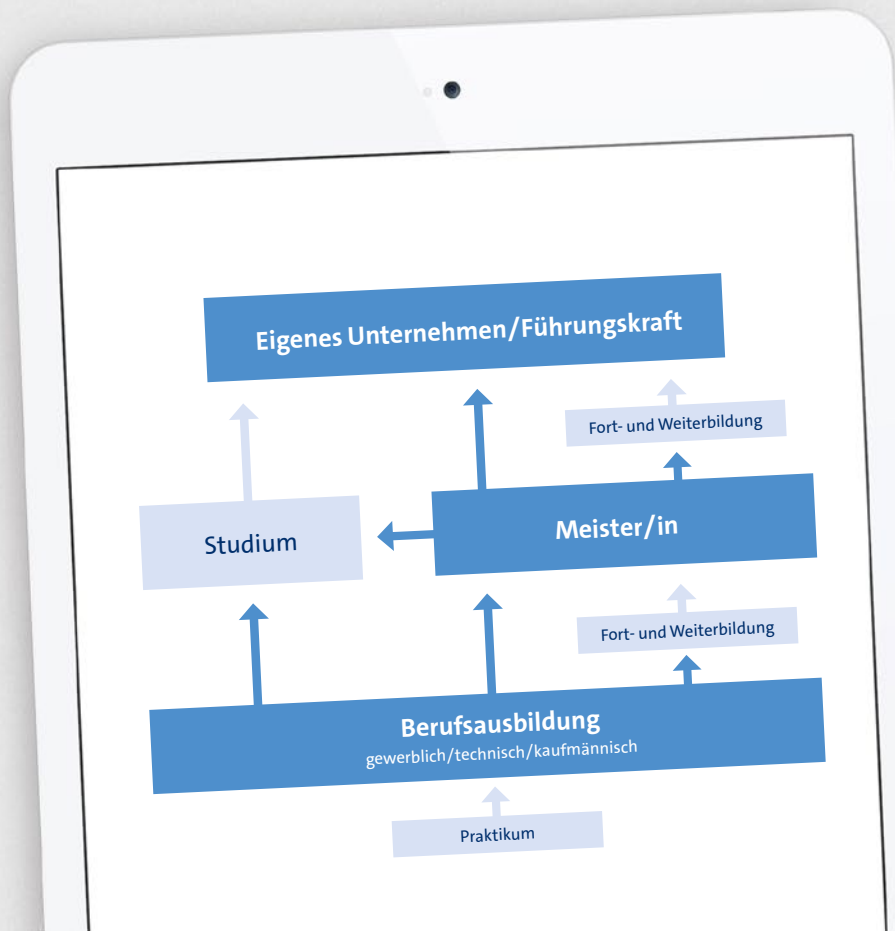 Eigenes Unternehmen/Führungskraft
Fort- und Weiterbildung
Studium
Meister/in
Fort- und Weiterbildung
Berufsausbildung
gewerblich/technisch/kaufmännisch
Praktikum